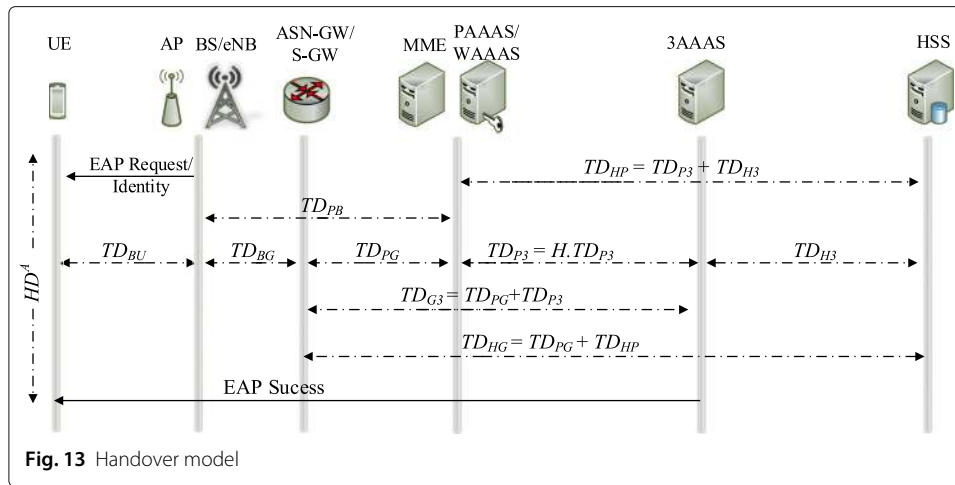 UE
AP
BS/eNB
ASN-GW/
S-GW
MME
PAAAS/
WAAAS
3AAAS
HSS
EAP Request/
Identity
TD_HP = TD_P3 + TD_H3
TD_PB
TD_BU
TD_BG
TD_PG
TD_P3 = H.TD_P3
TD_H3
HD^A
TD_G3 = TD_PG+TD_P3
TD_HG = TD_PG + TD_HP
EAP Sucess
Fig. 13 Handover model